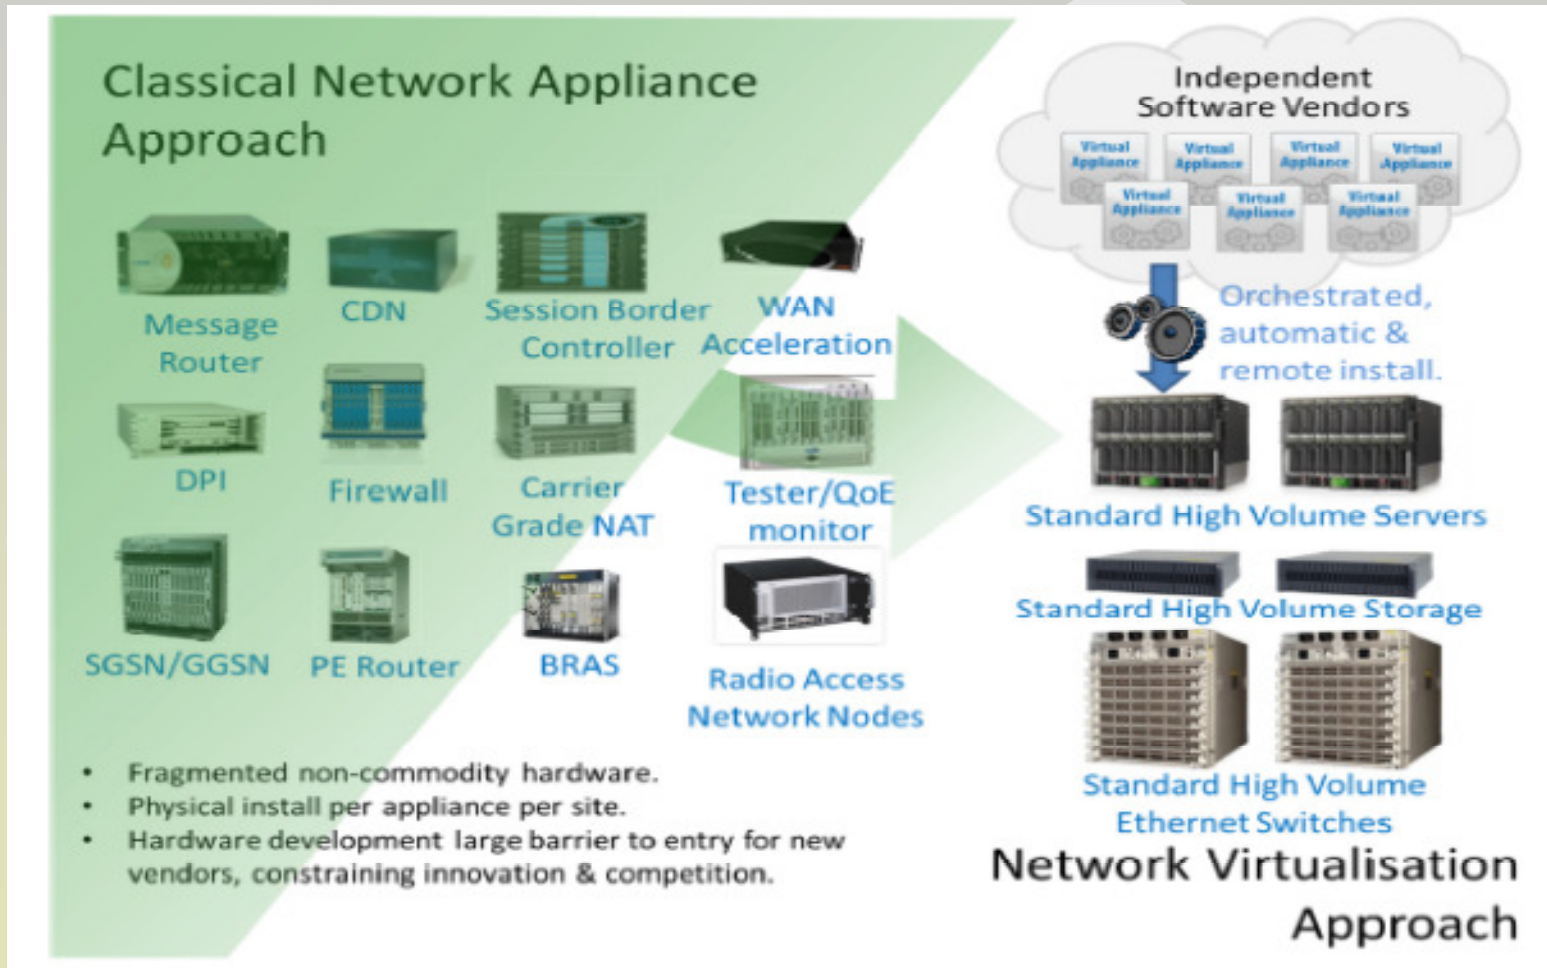 Classical Network Appliance
Approach
Message
Router
CDN
Session Border
Controller
WAN
Acceleration
DPI
Firewall
Carrier
Grade NAT
Tester/QoE
monitor
SGSN/GGSN
PE Router
BRAS
Radio Access
Network Nodes
• Fragmented non-commodity hardware.
• Physical install per appliance per site.
• Hardware development large barrier to entry for new
vendors, constraining innovation & competition.
Independent
Software Vendors
Virtual
Appliance
Virtual
Appliance
Virtual
Appliance
Virtual
Appliance
Virtual
Appliance
Virtual
Appliance
Virtual
Appliance
Orchestrated,
automatic &
remote install.
Standard High Volume Servers
Standard High Volume Storage
Standard High Volume
Ethernet Switches
Network Virtualisation
Approach